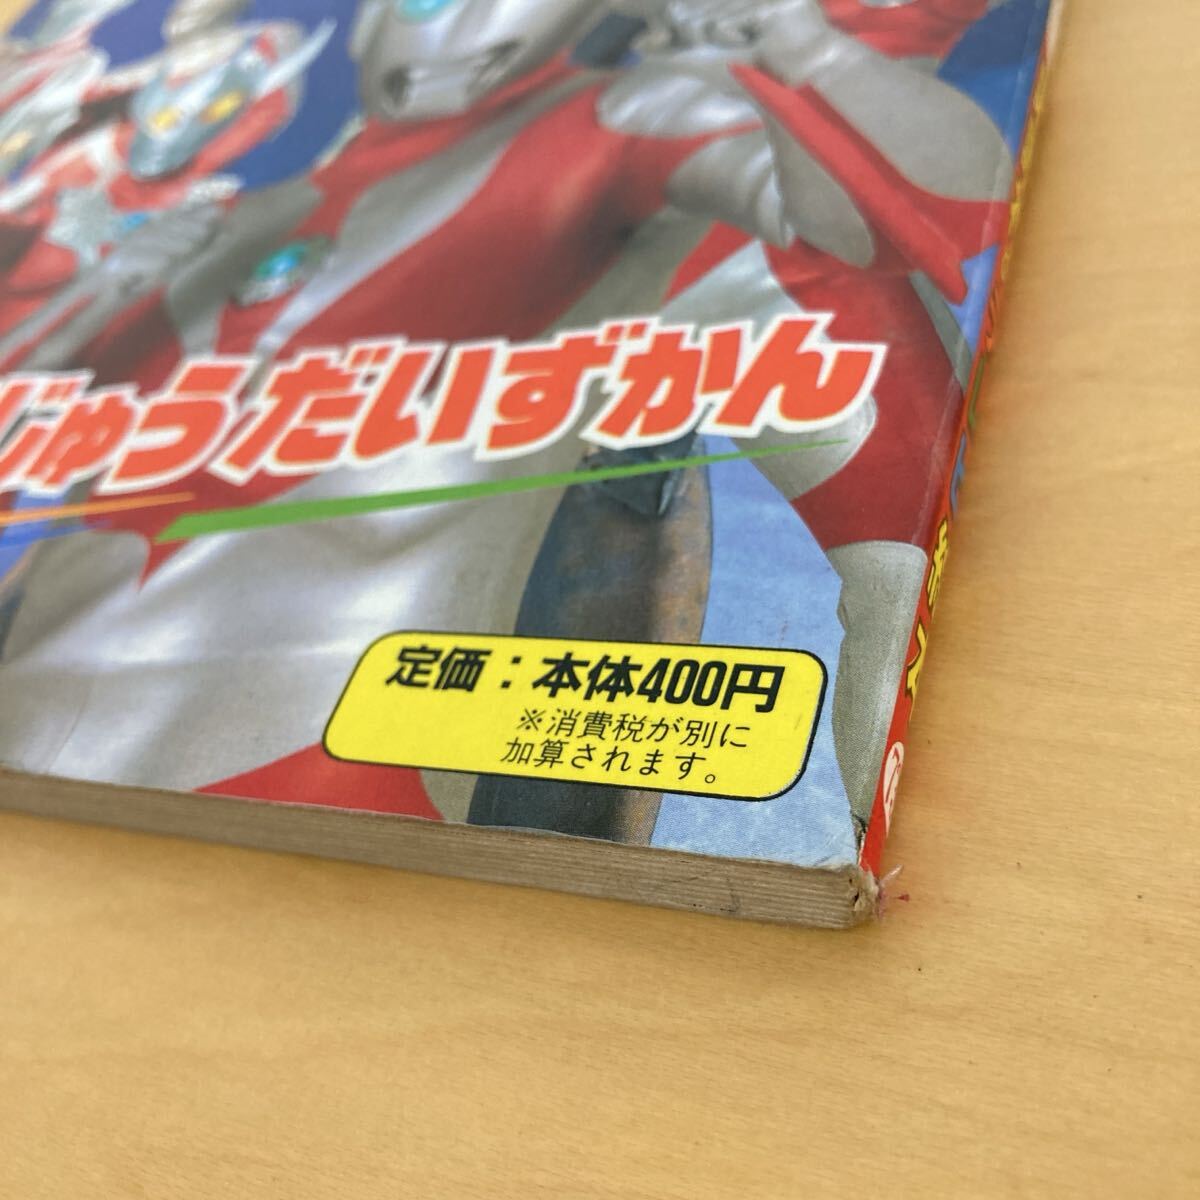 じゅうだいずかん
定価：本体400円
※消費税が別に
加算されます。